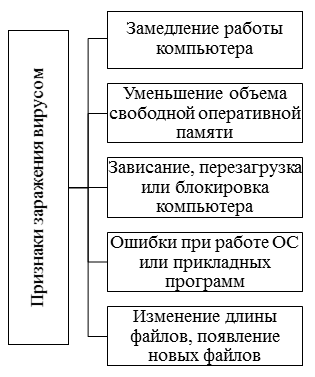 Признаки заражения вирусом
Замедление работы
компьютера
Уменьшение объема
свободной оперативной
памяти
Зависание, перезагрузка
или блокировка
компьютера
Ошибки при работе ОС
или прикладных
программ
Изменение длины
файлов, появление
новых файлов